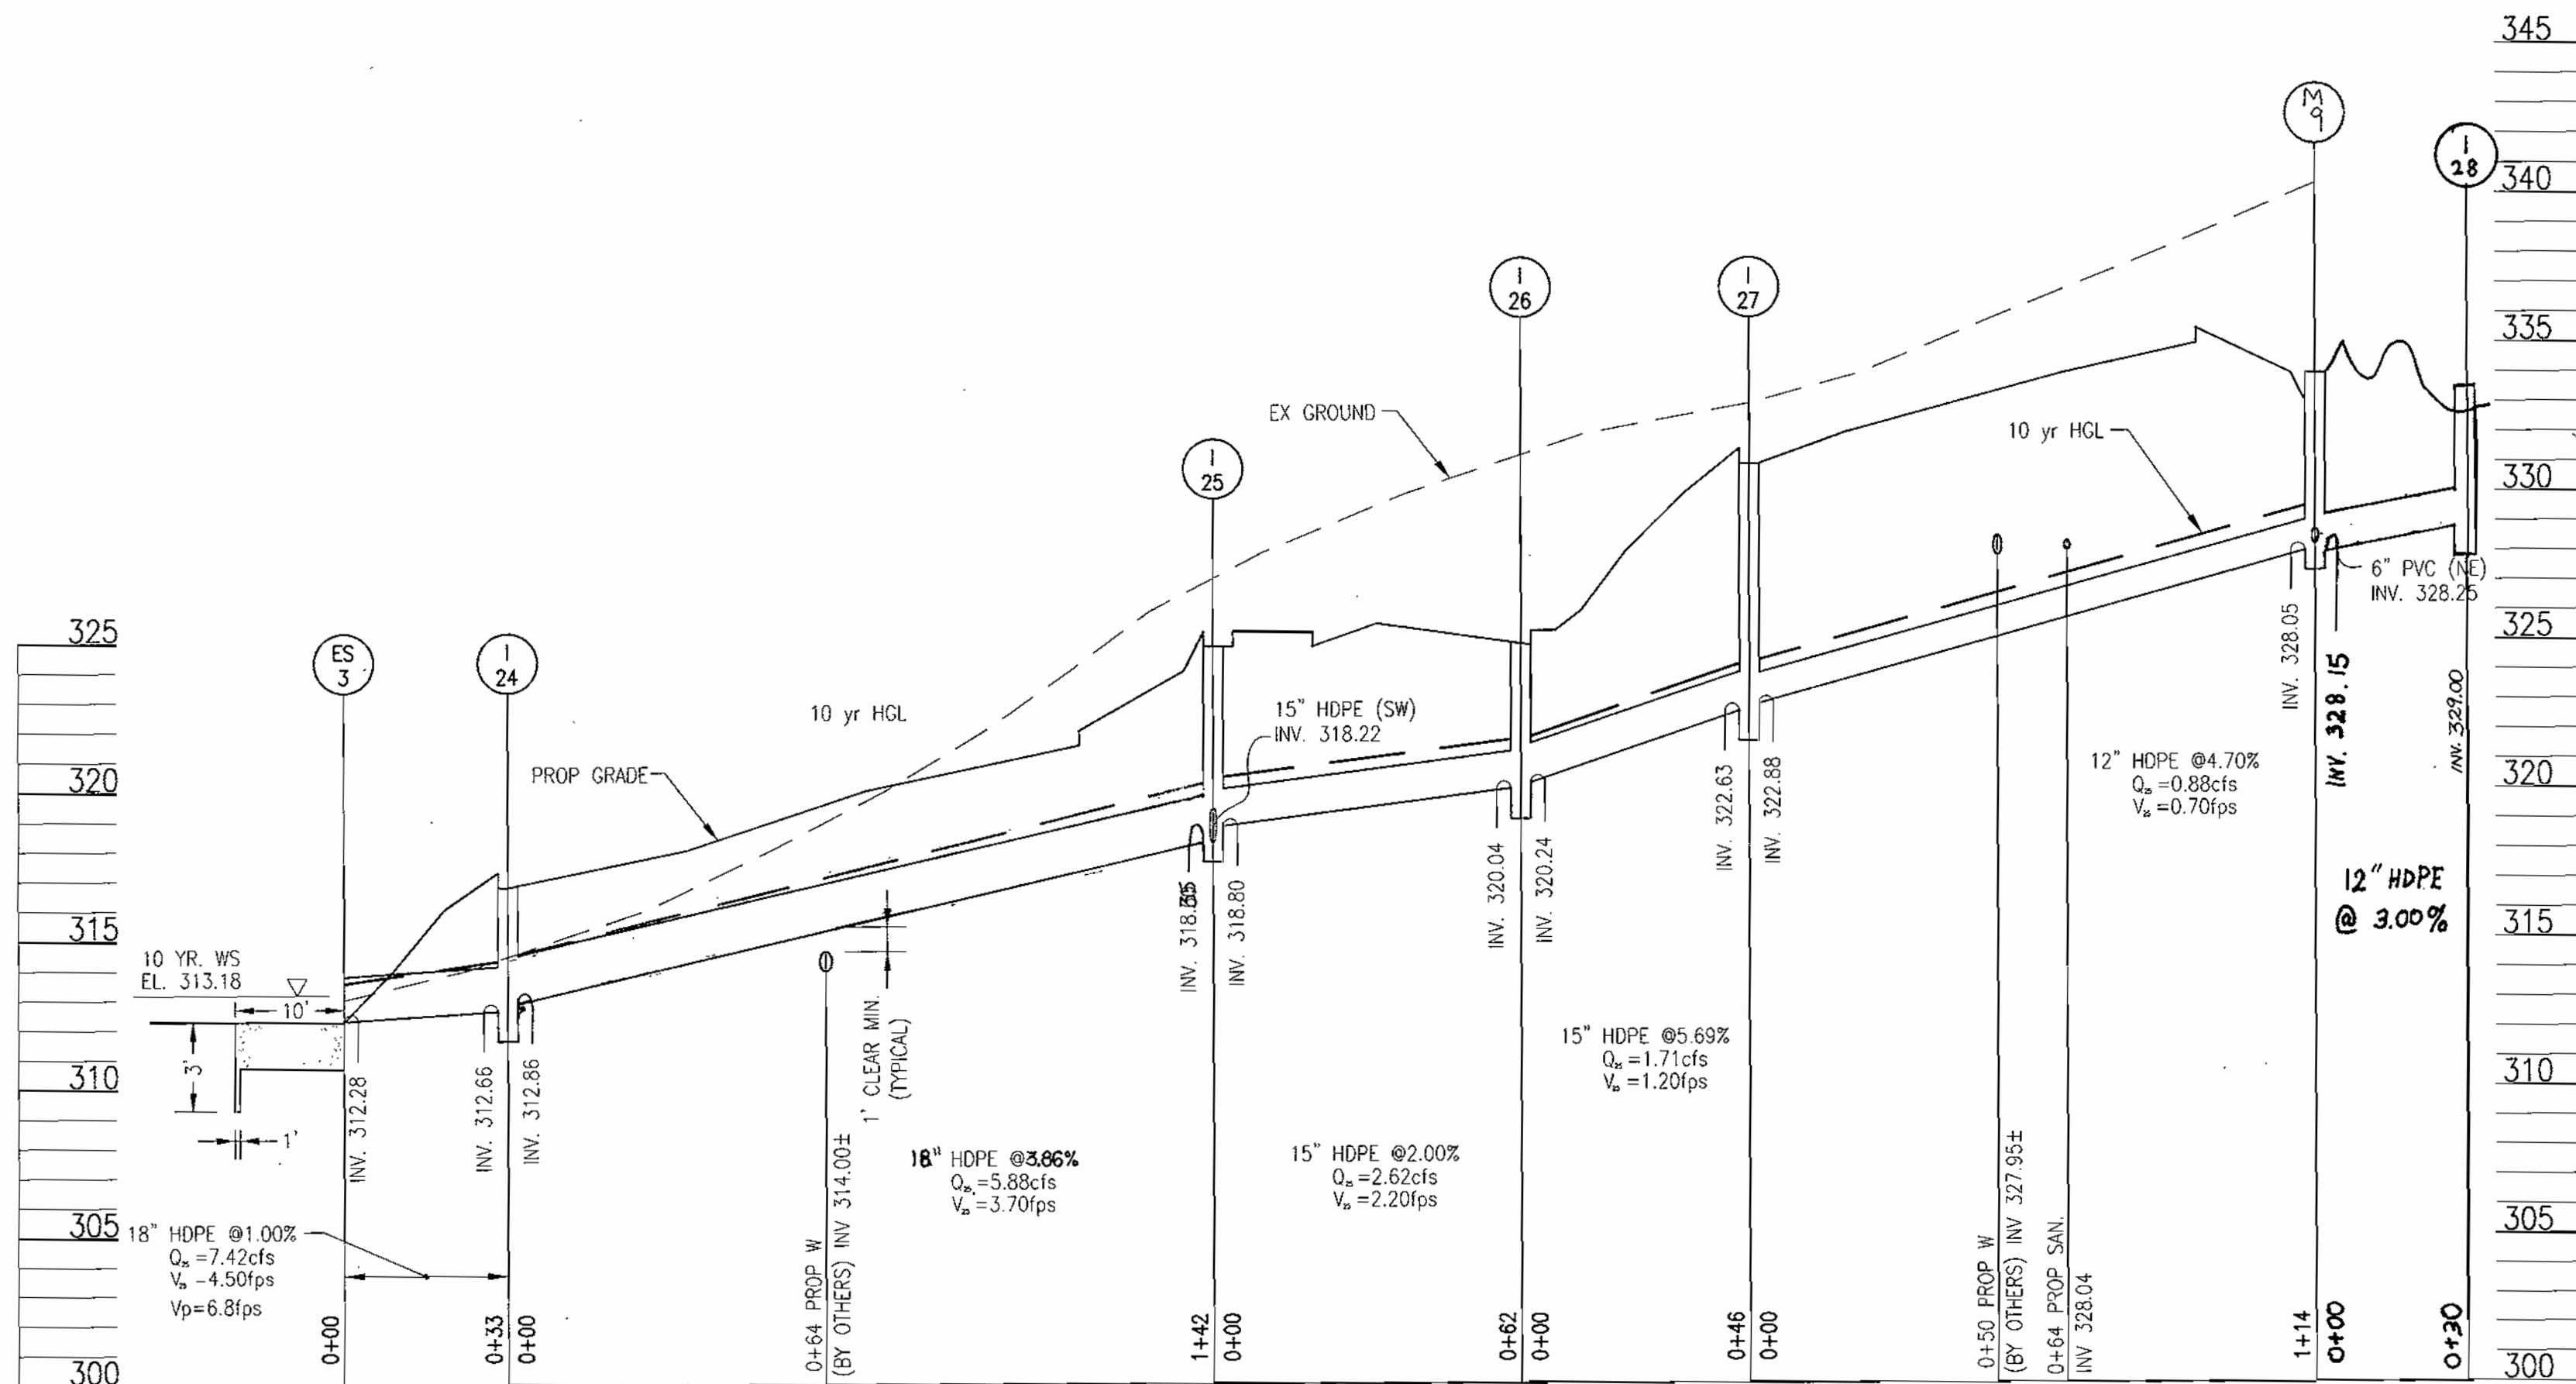 345
340
335
330
325
320
315
310
305
300
325
320
315
310
305
300
ES
3
I
24
I
25
I
26
I
27
M
9
I
28
EX GROUND
10 yr HGL
10 yr HGL
PROP GRADE
10 YR. WS
EL. 313.18
10'
3'
1'
INV. 312.28
INV. 312.66
INV. 312.86
1' CLEAR MIN.
(TYPICAL)
15" HDPE (SW)
INV. 318.22
INV. 318.80
INV. 320.04
INV. 320.24
INV. 322.63
INV. 322.88
INV. 328.05
INV. 328.15
6" PVC (NE)
INV. 328.25
INV. 329.00
18" HDPE @1.00%
Q25 =7.42cfs
V25 -4.50fps
Vp=6.8fps
18" HDPE @3.86%
Q25 =5.88cfs
V25 =3.70fps
15" HDPE @2.00%
Q25 =2.62cfs
V25 =2.20fps
15" HDPE @5.69%
Q25 =1.71cfs
V25 =1.20fps
12" HDPE @4.70%
Q25 =0.88cfs
V25 =0.70fps
12" HDPE
@ 3.00%
0+00
0+33
0+00
0+64 PROP W
(BY OTHERS) INV 314.00±
1+42
0+00
0+62
0+00
0+46
0+00
0+50 PROP W
(BY OTHERS) INV 327.95±
0+64 PROP SAN.
INV 328.04
1+14
0+00
0+30